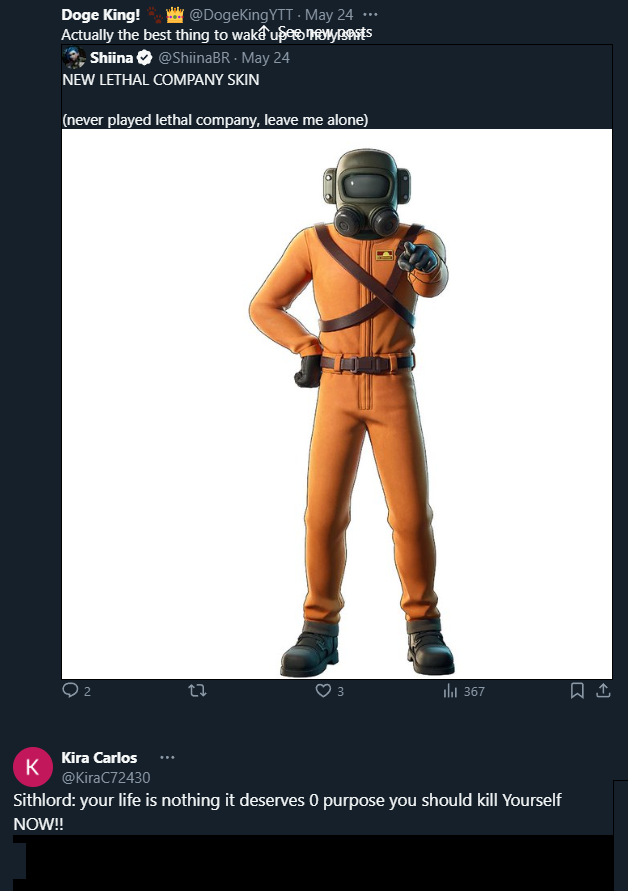 Doge King! 🐾👑 @DogeKingYTT · May 24 ···
Actually the best thing to wake up to holy shit
See new posts
Shiina @ShiinaBR · May 24
NEW LETHAL COMPANY SKIN
(never played lethal company, leave me alone)
2 3 367
K Kira Carlos ···
@KiraC72430
Sithlord: your life is nothing it deserves 0 purpose you should kill Yourself
NOW!!